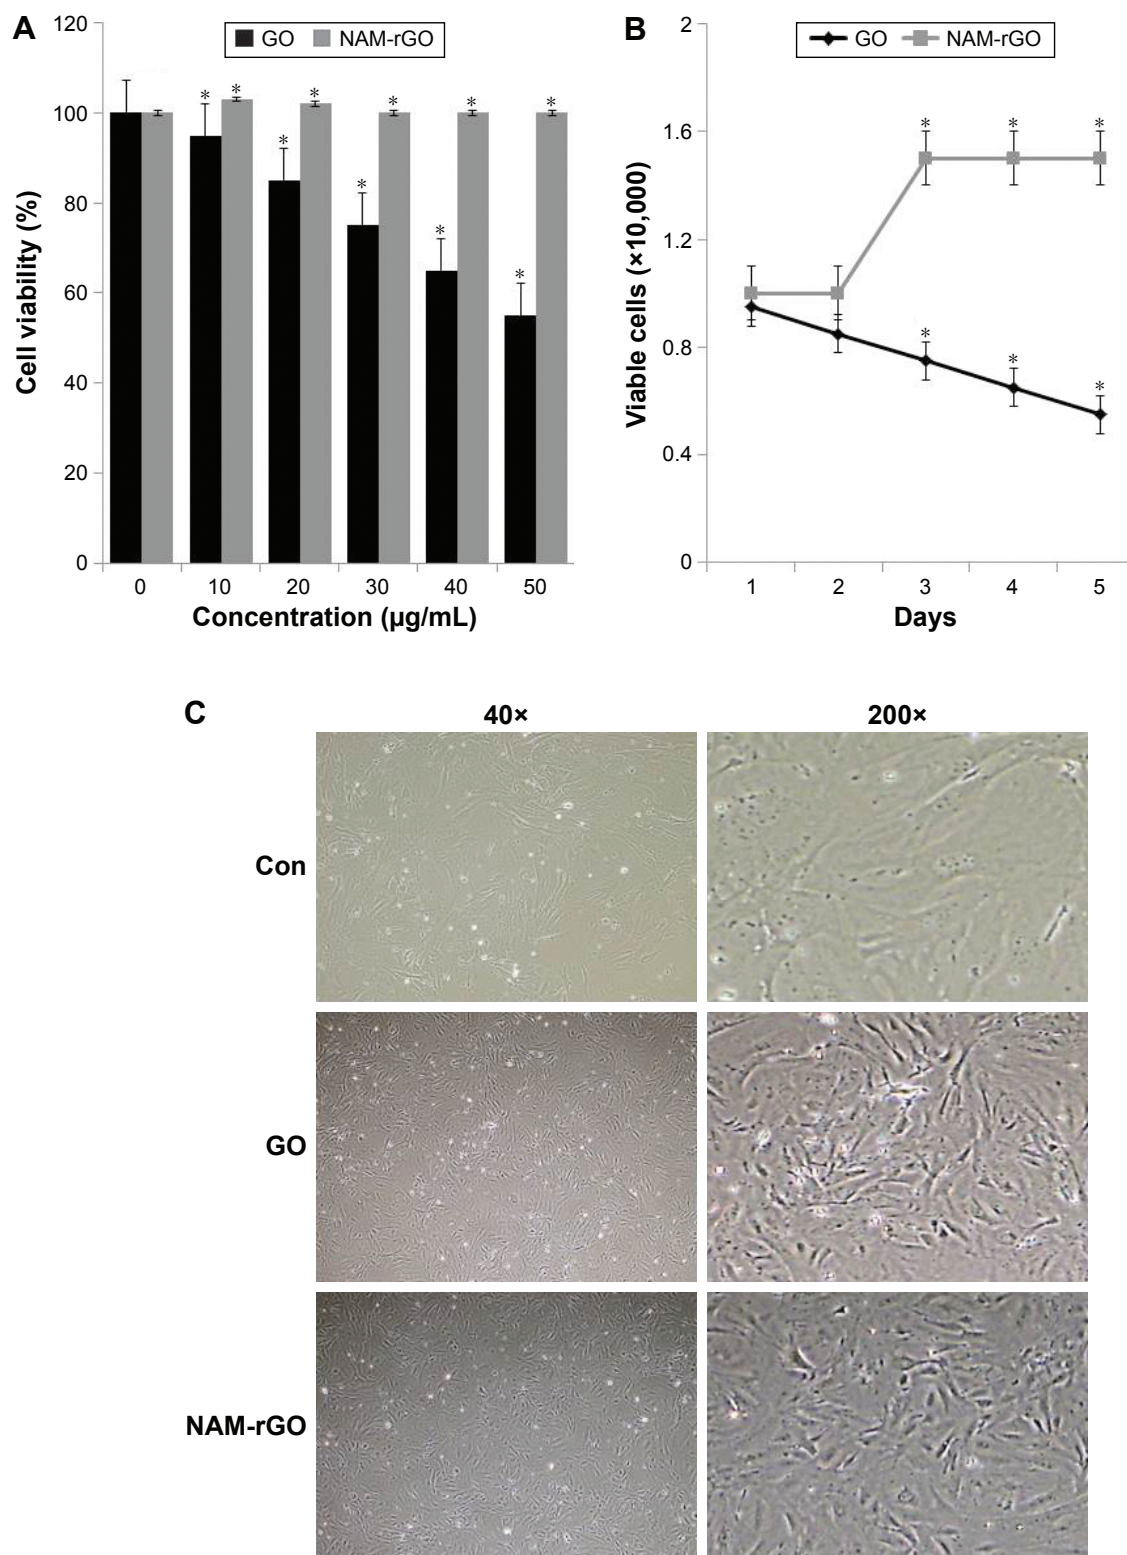 A
GO NAM-rGO
120
100
80
60
40
20
0
Cell viability (%)
* * * * * * * * * *
0 10 20 30 40 50
Concentration (µg/mL)
B
GO NAM-rGO
2
1.6
1.2
0.8
0.4
0
Viable cells (×10,000)
* * *
* * *
1 2 3 4 5
Days
C
40× 200×
Con
GO
NAM-rGO